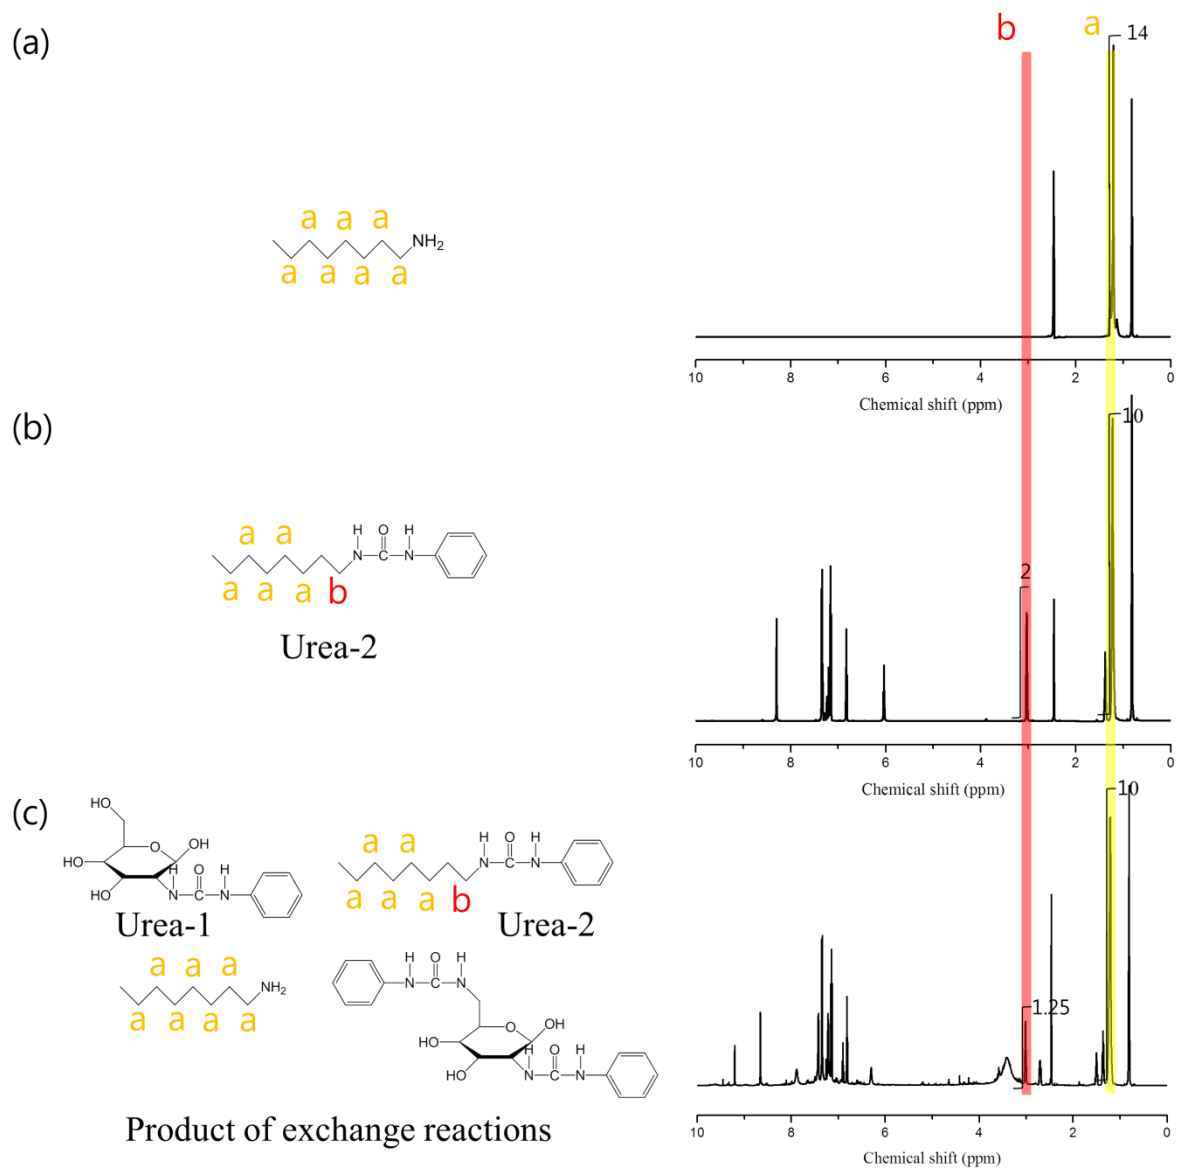 (a)
b
a
14
a a a
NH2
a a a a
10 8 6 4 2 0
Chemical shift (ppm)
(b)
10
a a
H O H
N C N
a a a b
2
Urea-2
10 8 6 4 2 0
Chemical shift (ppm)
(c)
10
HO
O OH
HO
HO
H O H
N C N
Urea-1
a a
H O H
N C N
a a a b
Urea-2
a a a
NH2
a a a a
H O H
N C N
O OH
HO
HO
H O H
N C N
1.25
Product of exchange reactions
10 8 6 4 2 0
Chemical shift (ppm)